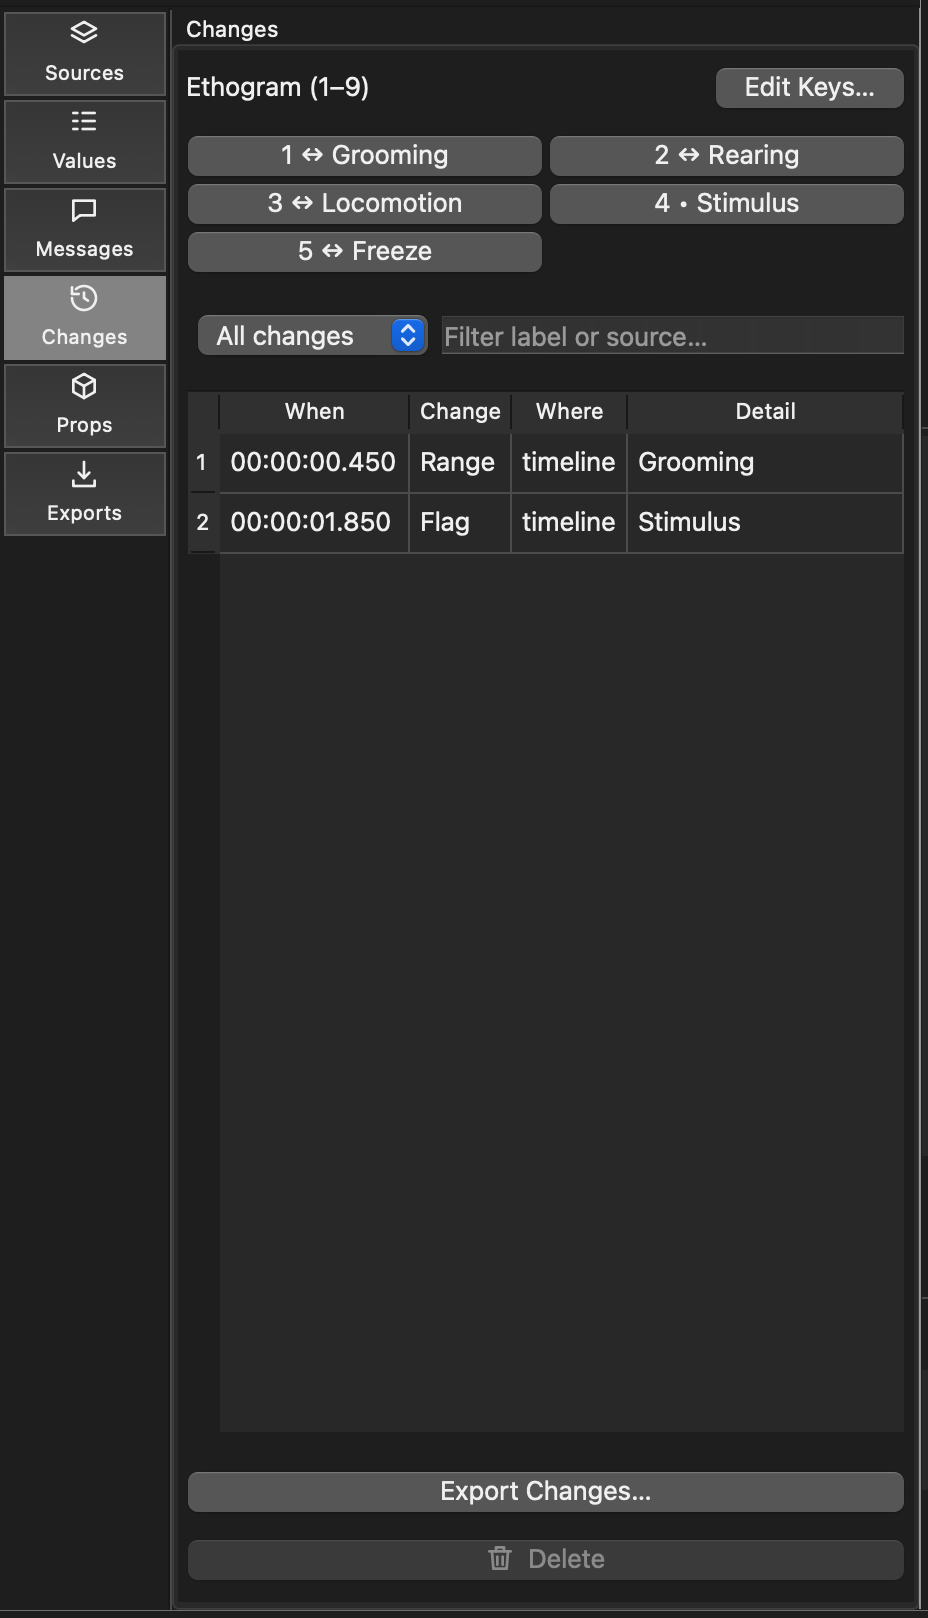 Sources
Values
Messages
Changes
Props
Exports
Changes
Ethogram (1–9)
Edit Keys...
1 ↔ Grooming
2 ↔ Rearing
3 ↔ Locomotion
4 • Stimulus
5 ↔ Freeze
All changes
Filter label or source...
When Change Where Detail
1 00:00:00.450 Range timeline Grooming
2 00:00:01.850 Flag timeline Stimulus
Export Changes...
Delete